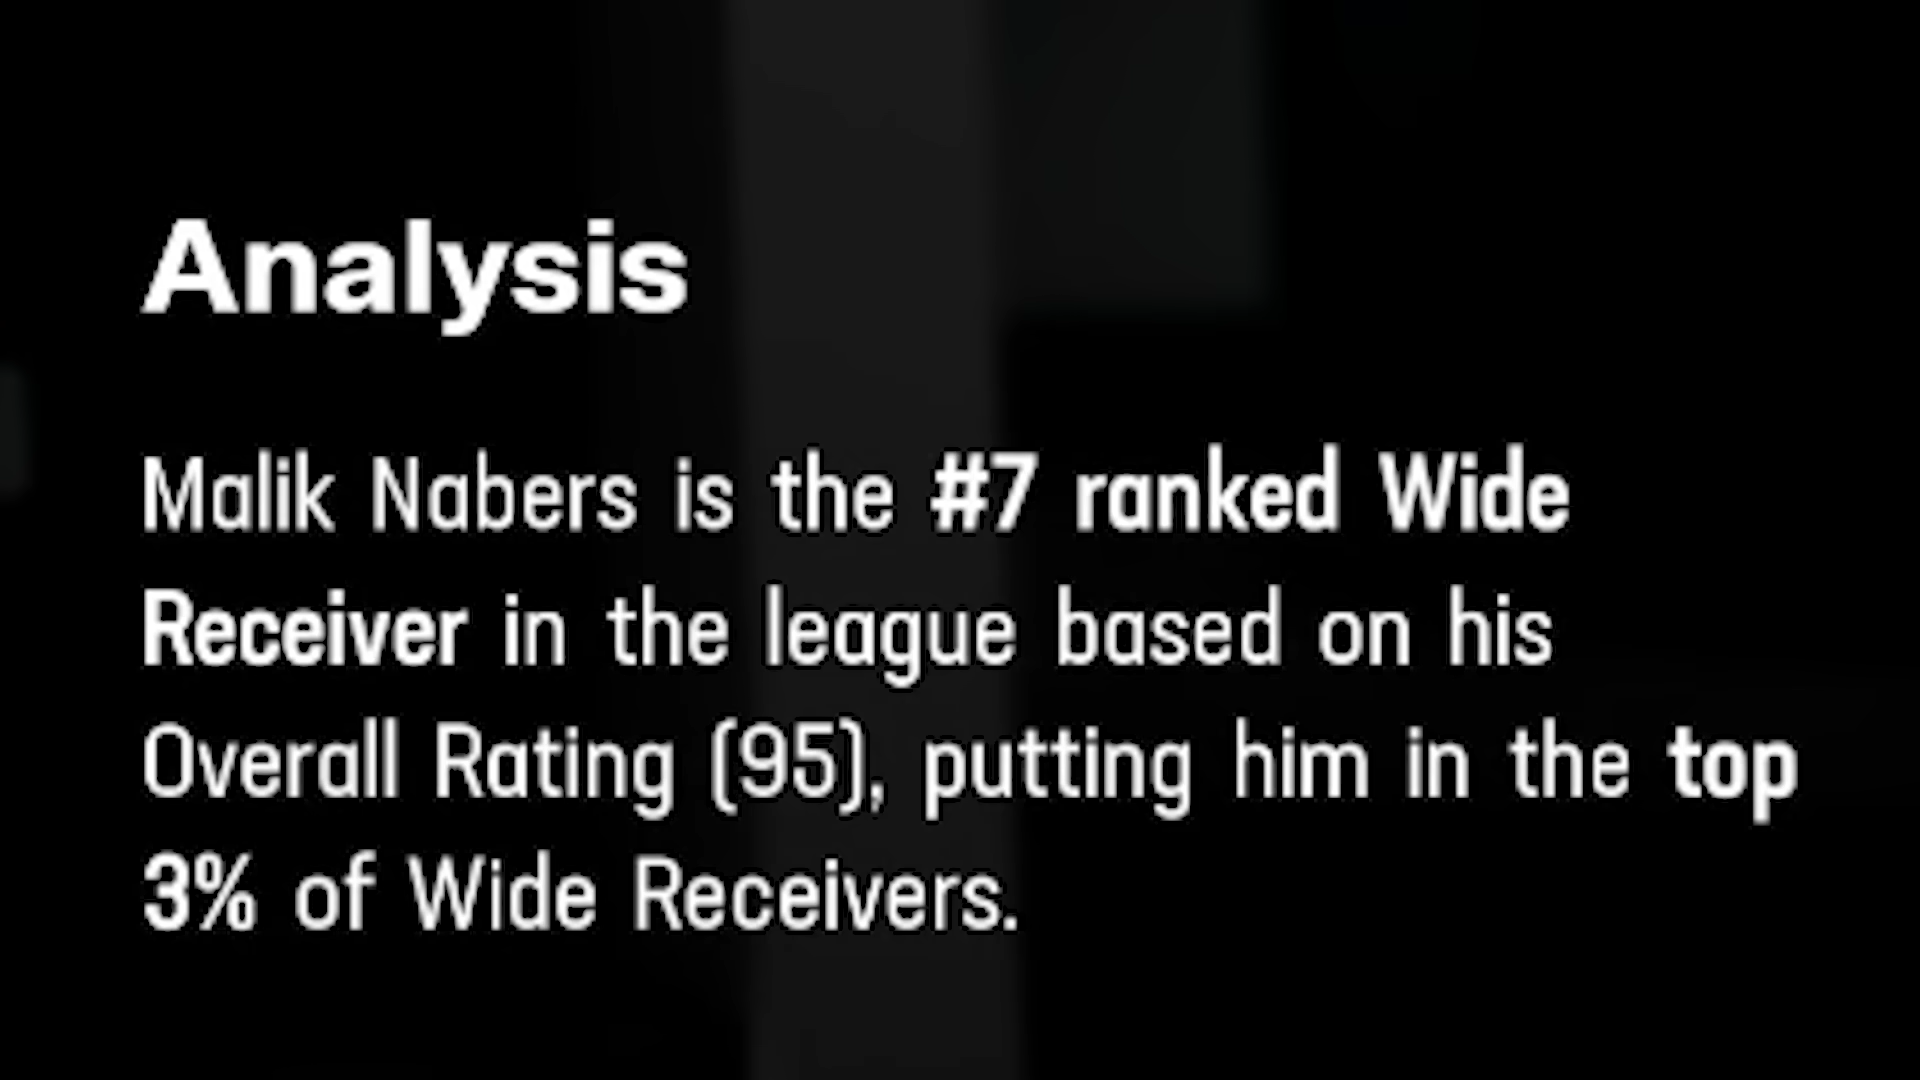 Analysis
Malik Nabers is the #7 ranked Wide
Receiver in the league based on his
Overall Rating (95), putting him in the top
3% of Wide Receivers.